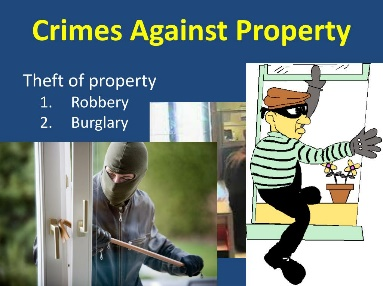 Crimes Against Property
Theft of property
1. Robbery
2. Burglary